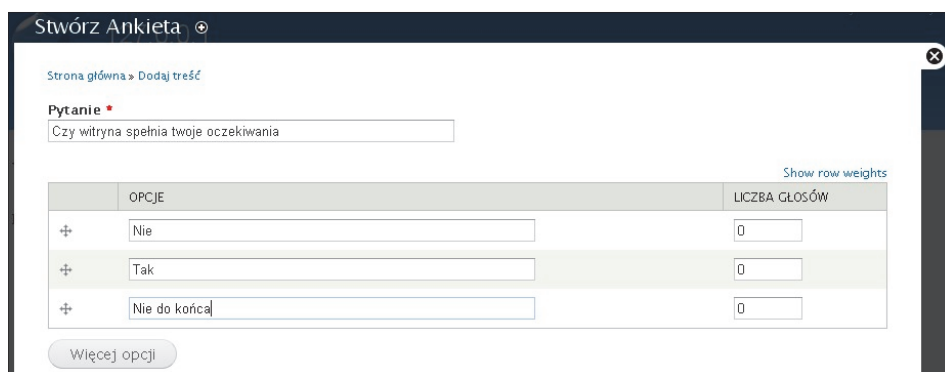 Stwórz Ankieta
Strona główna » Dodaj treść
Pytanie *
Czy witryna spełnia twoje oczekiwania
Show row weights
OPCJE LICZBA GŁOSÓW
Nie 0
Tak 0
Nie do końca 0
Więcej opcji